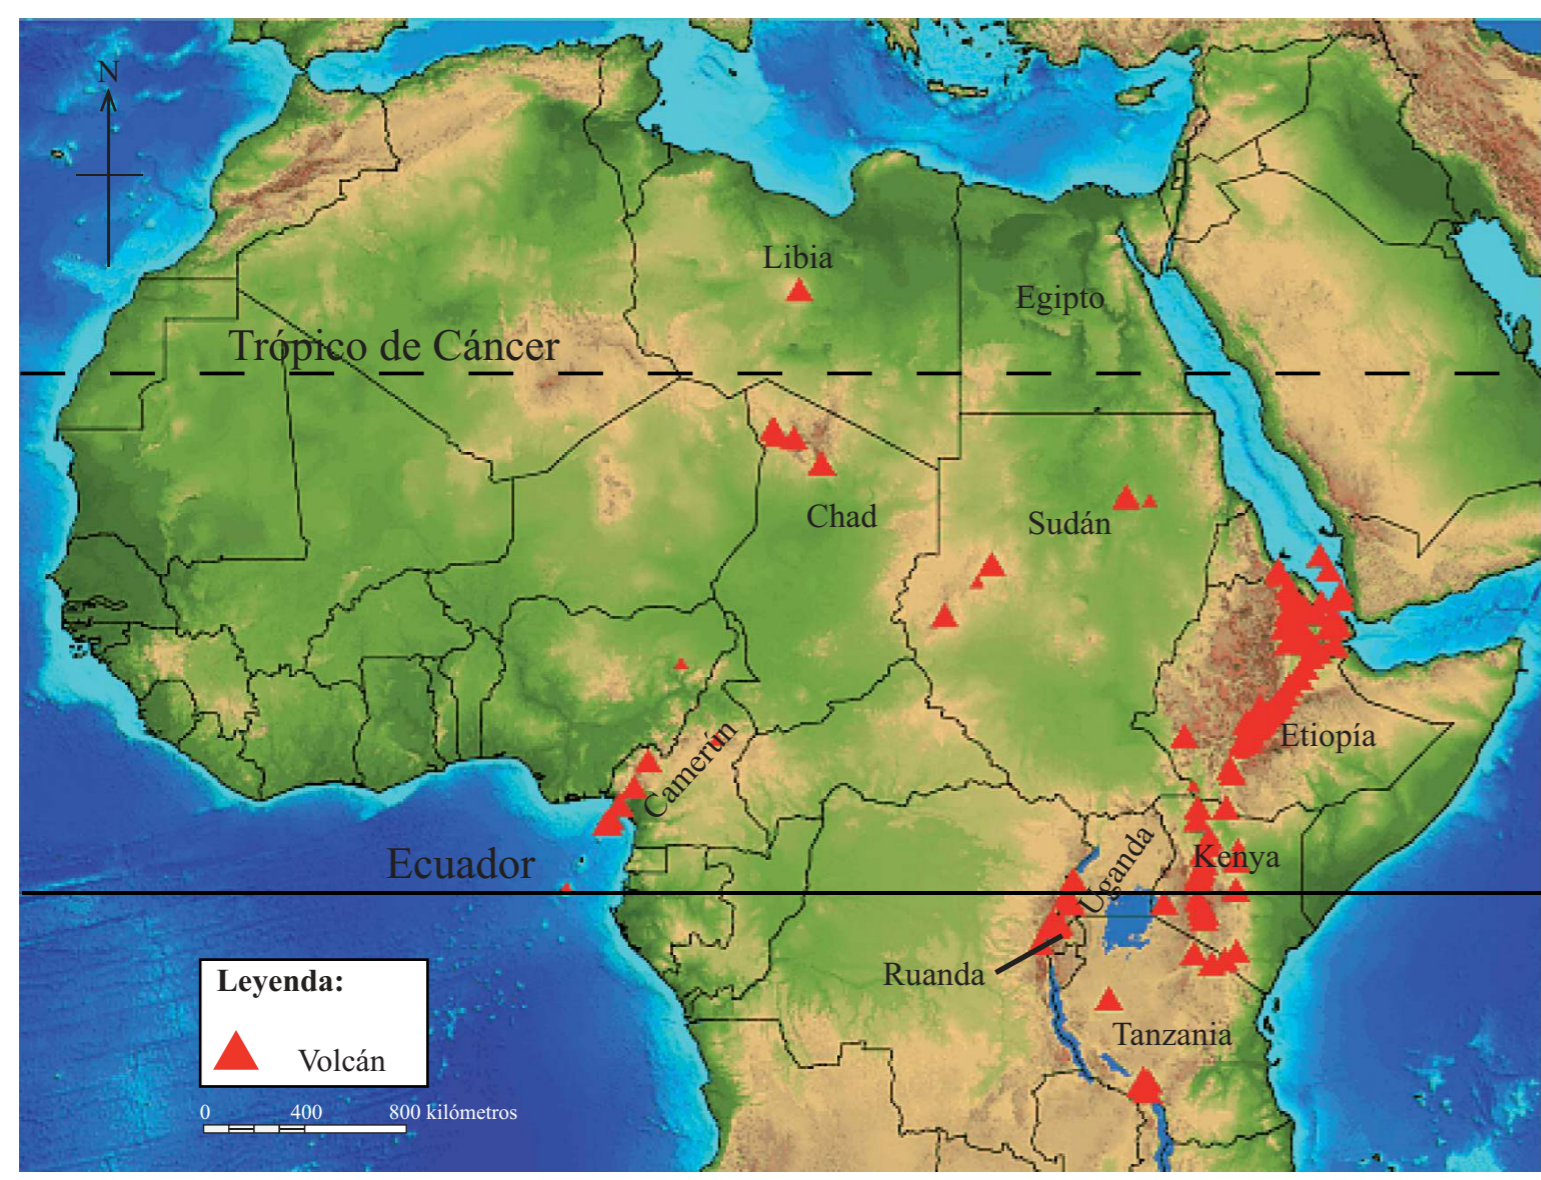 N
Libia
Egipto
Trópico de Cáncer
Chad
Sudán
Etiopía
Camerún
Ecuador
Uganda
Kenya
Ruanda
Tanzania
Leyenda:
Volcán
0 400 800 kilómetros